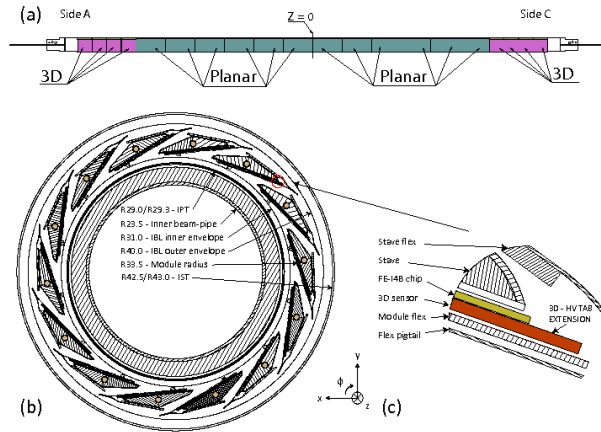 (a)
Side A
Z = 0
Side C
3D
Planar
Planar
3D
(b)
R29.0/R29.3 - IPT
R23.5 - Inner beam-pipe
R31.0 - IBL inner envelope
R40.0 - IBL outer envelope
R33.5 - Module radius
R42.5/R43.0 - IST
Stave flex
Stave
FE-I4B chip
3D sensor
Module flex
Flex pigtail
3D - HV TAB
EXTENSION
y
ϕ
x
z
(c)